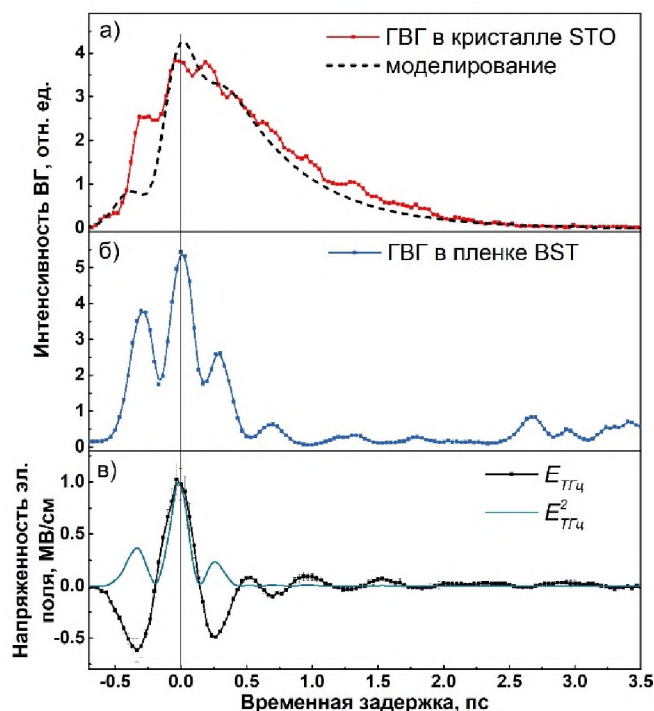 а)
ГВГ в кристалле STO
моделирование
4
3
2
1
0
Интенсивность ВГ, отн. ед.
б)
ГВГ в пленке BST
5
4
3
2
1
0
в)
E_ТГц
E²_ТГц
1.0
0.5
0.0
-0.5
Напряженность эл.
поля, МВ/см
-0.5 0.0 0.5 1.0 1.5 2.0 2.5 3.0 3.5
Временная задержка, пс